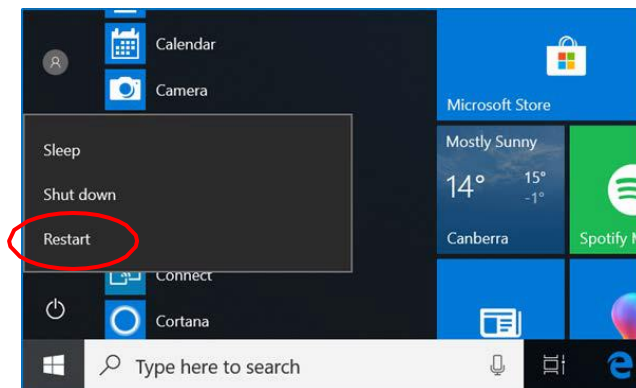 Calendar
Camera
Microsoft Store
Sleep
Shut down
Restart
Connect
Cortana
Mostly Sunny
14° 15°
-1°
Canberra
Spotify M
Type here to search